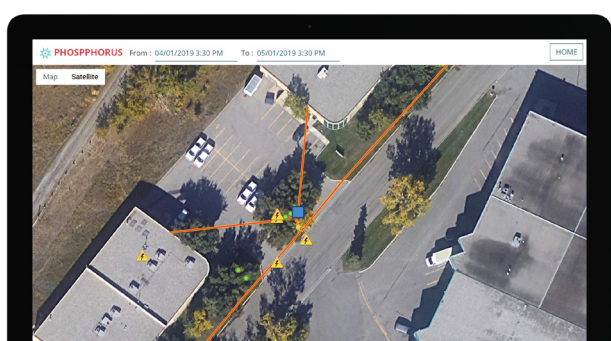 PHOSPPHORUS From : 04/01/2019 3:30 PM To : 05/01/2019 3:30 PM HOME
Map Satellite